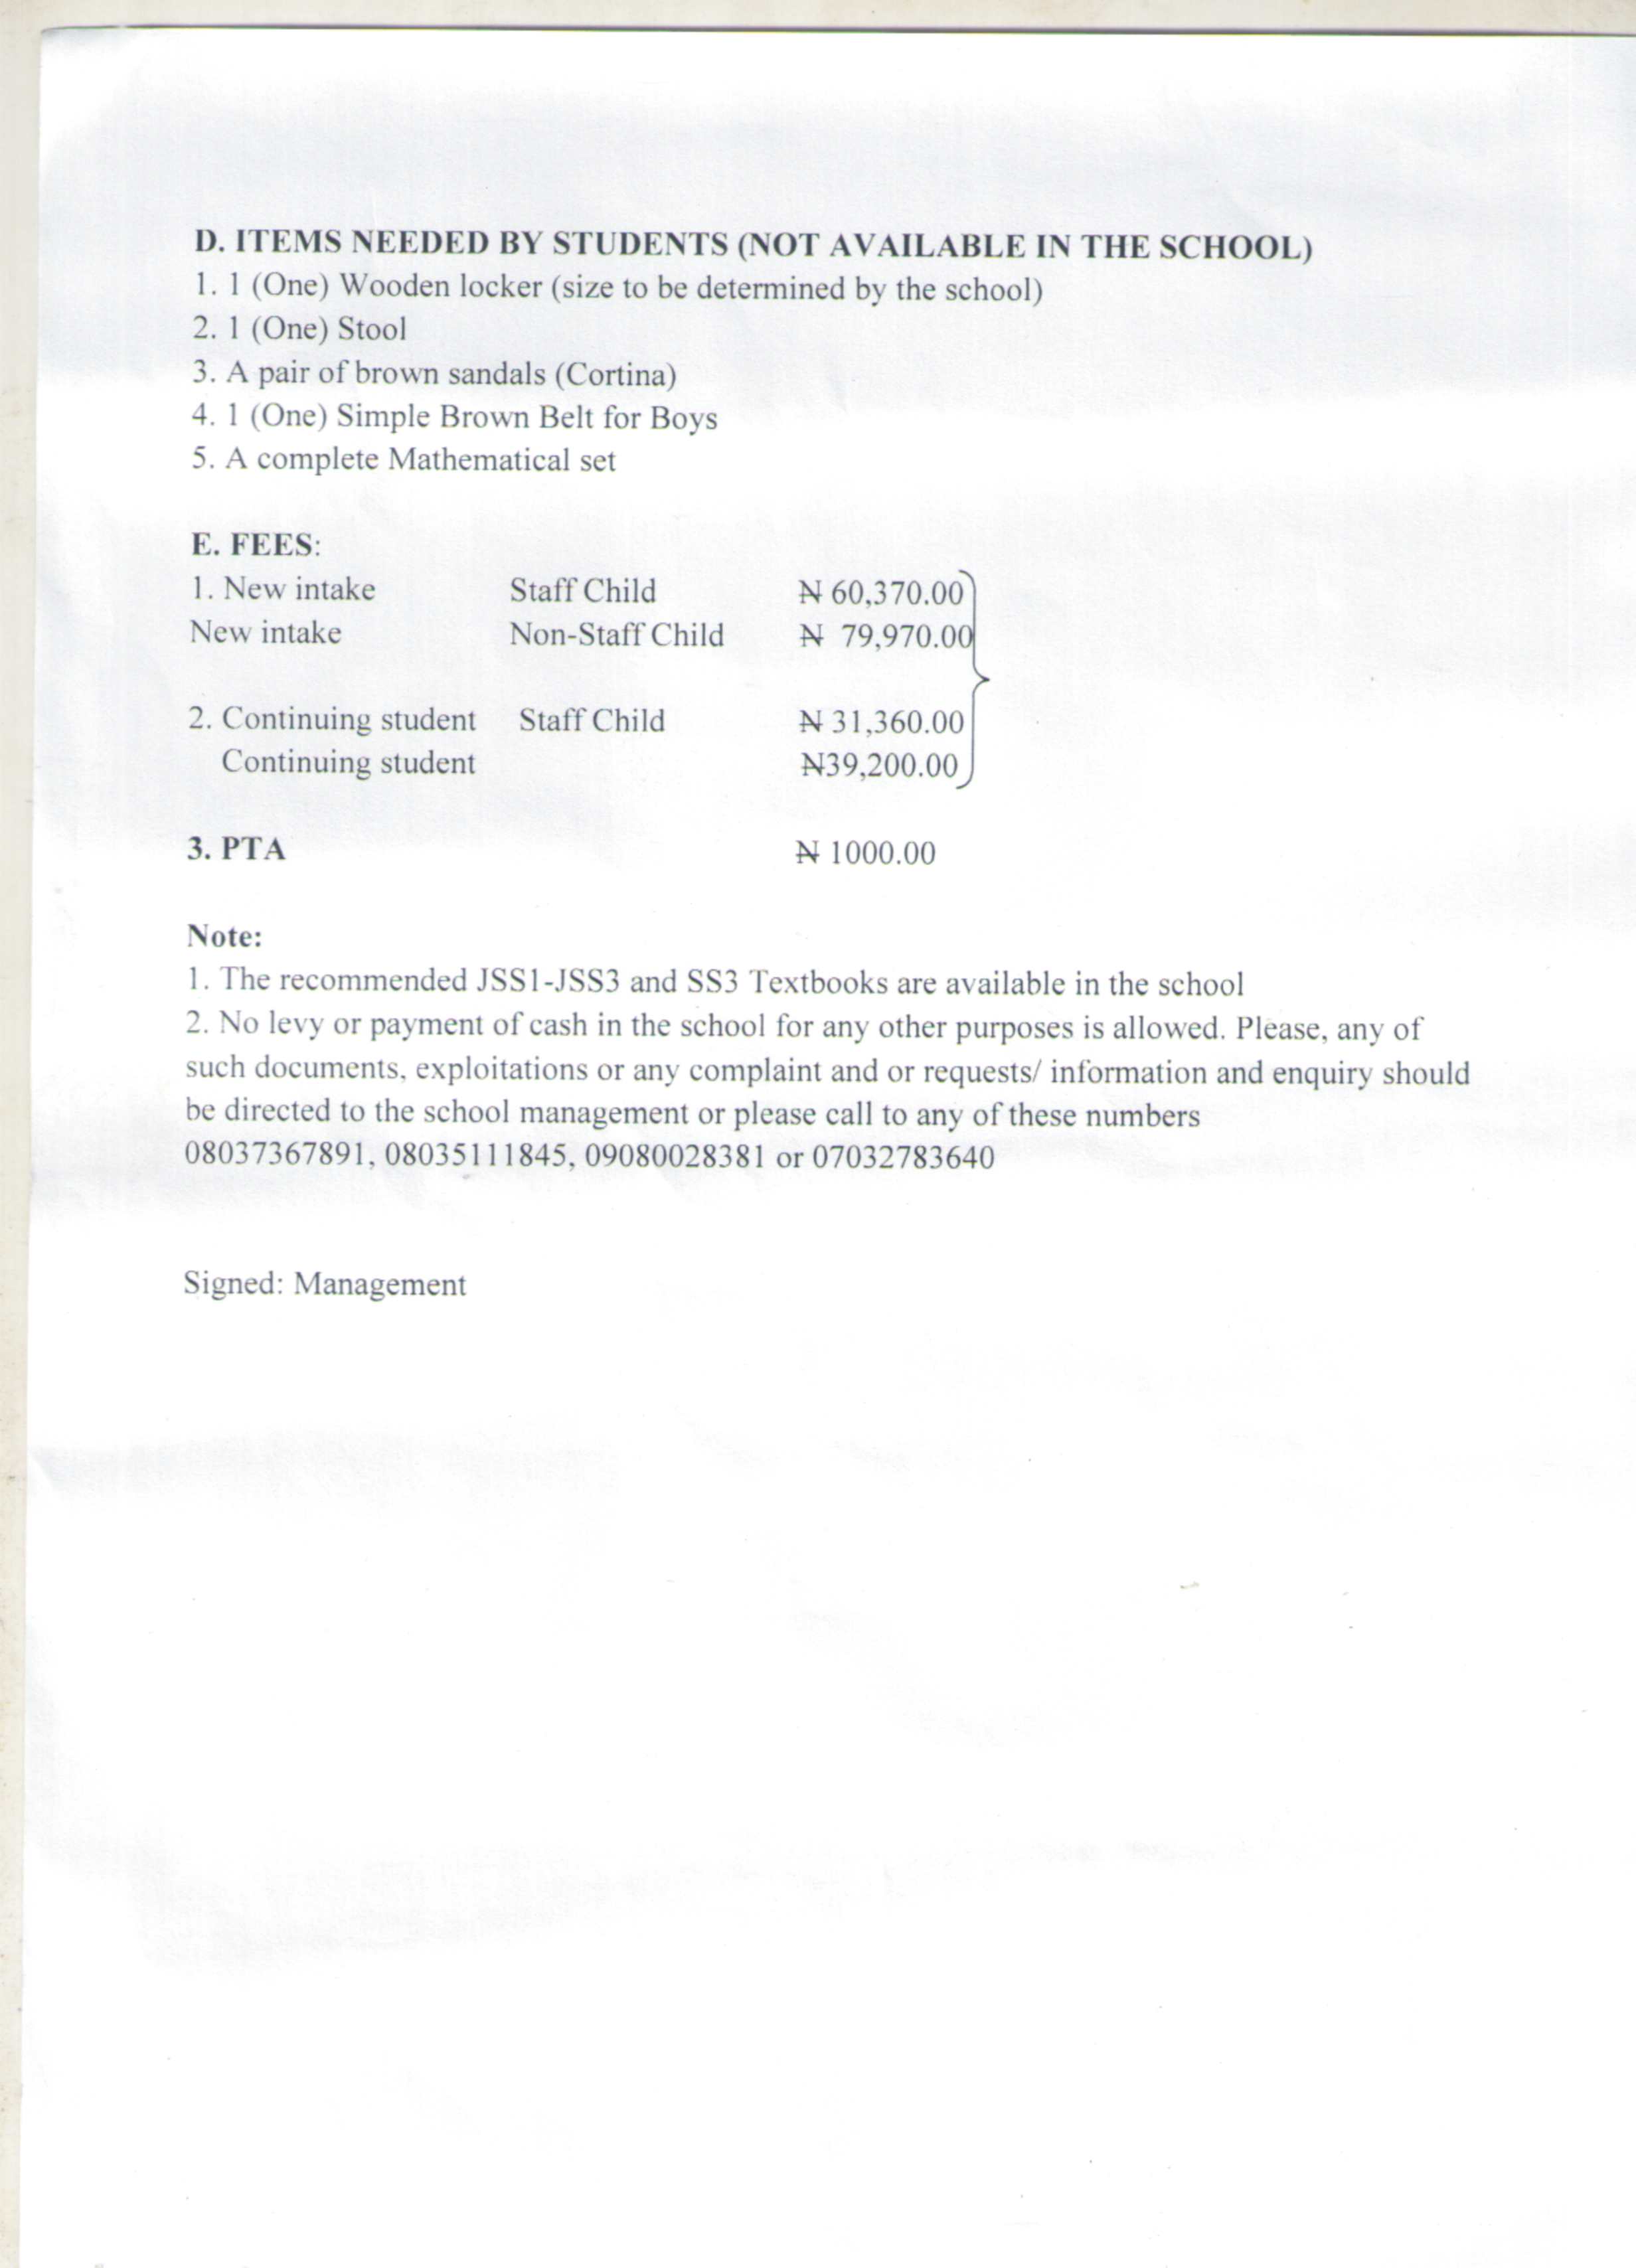 D. ITEMS NEEDED BY STUDENTS (NOT AVAILABLE IN THE SCHOOL)
1. 1 (One) Wooden locker (size to be determined by the school)
2. 1 (One) Stool
3. A pair of brown sandals (Cortina)
4. 1 (One) Simple Brown Belt for Boys
5. A complete Mathematical set
E. FEES:
1. New intake Staff Child ₦ 60,370.00
New intake Non-Staff Child ₦ 79,970.00
2. Continuing student Staff Child ₦ 31,360.00
Continuing student ₦39,200.00
3. PTA ₦ 1000.00
Note:
1. The recommended JSS1-JSS3 and SS3 Textbooks are available in the school
2. No levy or payment of cash in the school for any other purposes is allowed. Please, any of
such documents, exploitations or any complaint and or requests/ information and enquiry should
be directed to the school management or please call to any of these numbers
08037367891, 08035111845, 09080028381 or 07032783640
Signed: Management